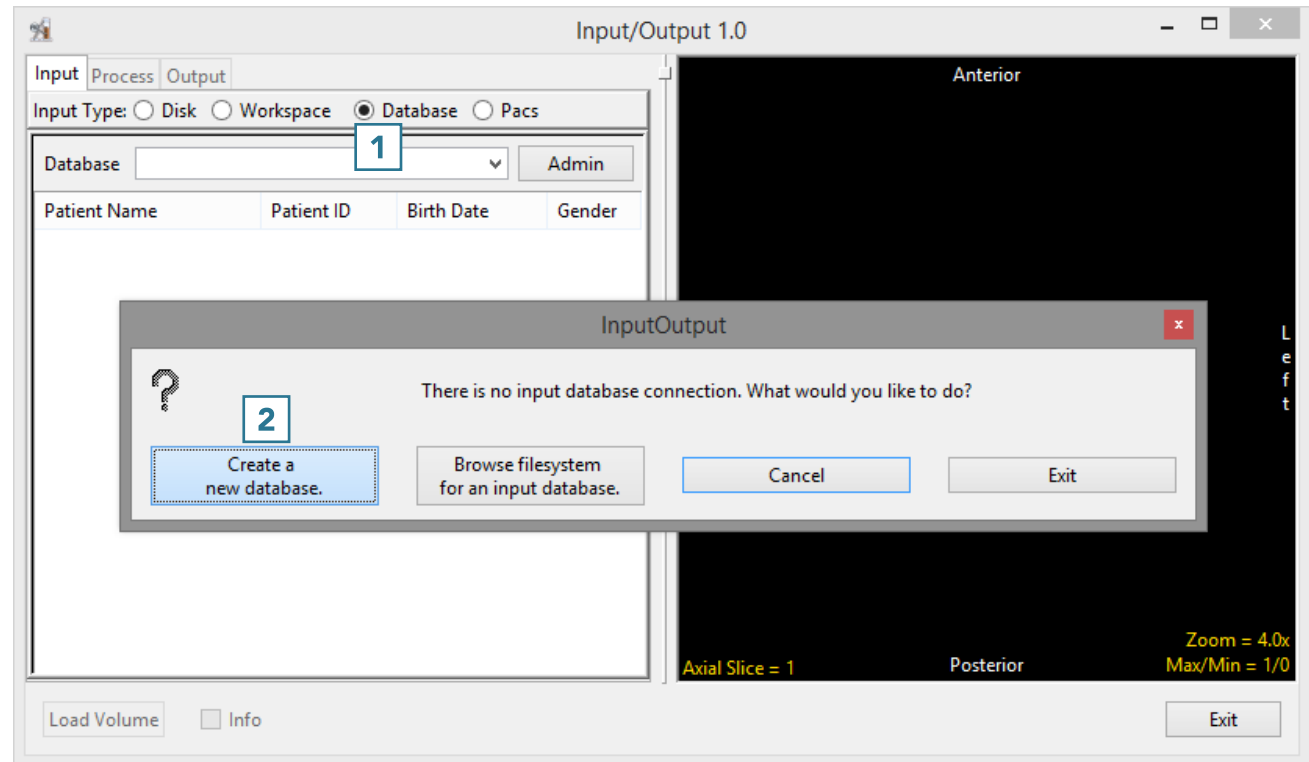 Input/Output 1.0
Input Process Output
Input Type: Disk Workspace Database Pacs
1
Database Admin
Patient Name Patient ID Birth Date Gender
Anterior
Left
InputOutput
x
There is no input database connection. What would you like to do?
2
Create a
new database.
Browse filesystem
for an input database.
Cancel
Exit
Zoom = 4.0x
Axial Slice = 1 Posterior Max/Min = 1/0
Load Volume Info Exit